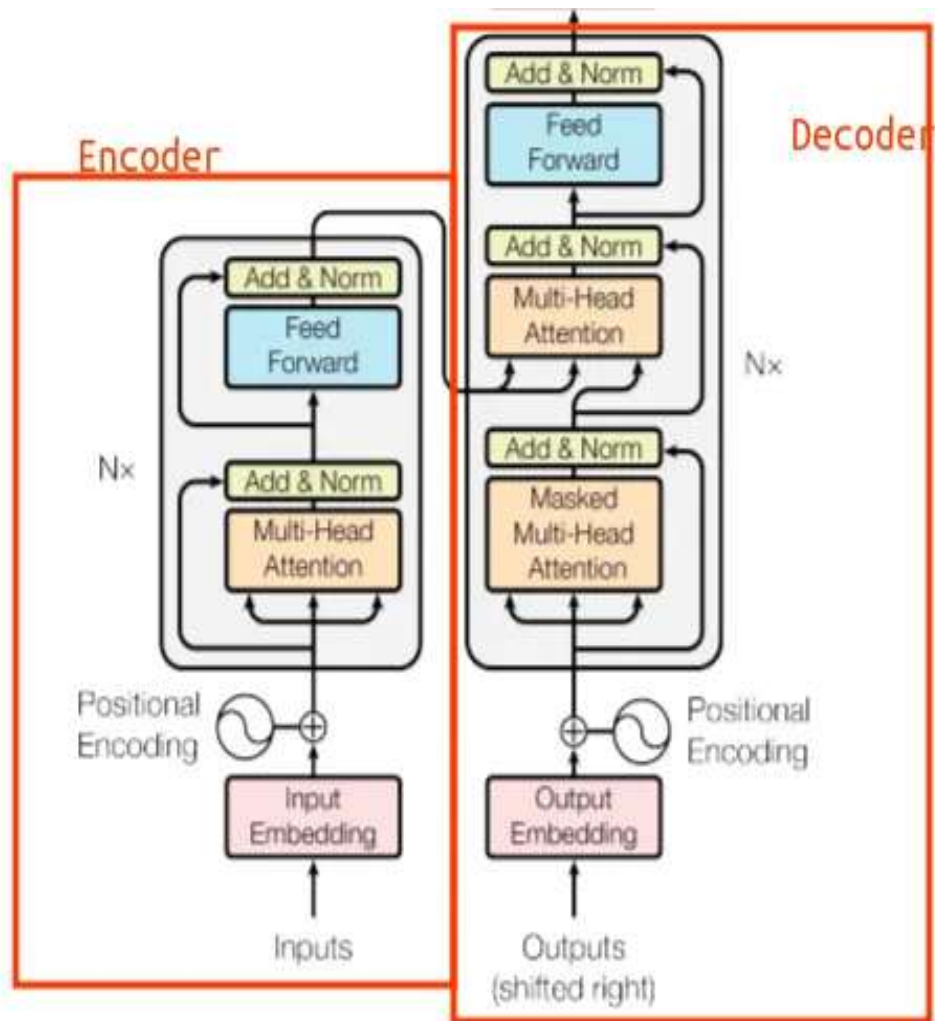 Encoder
Add & Norm
Feed
Forward
Nx
Add & Norm
Multi-Head
Attention
Positional
Encoding
Input
Embedding
Inputs
Decoder
Add & Norm
Feed
Forward
Add & Norm
Multi-Head
Attention
Nx
Add & Norm
Masked
Multi-Head
Attention
Positional
Encoding
Output
Embedding
Outputs
(shifted right)